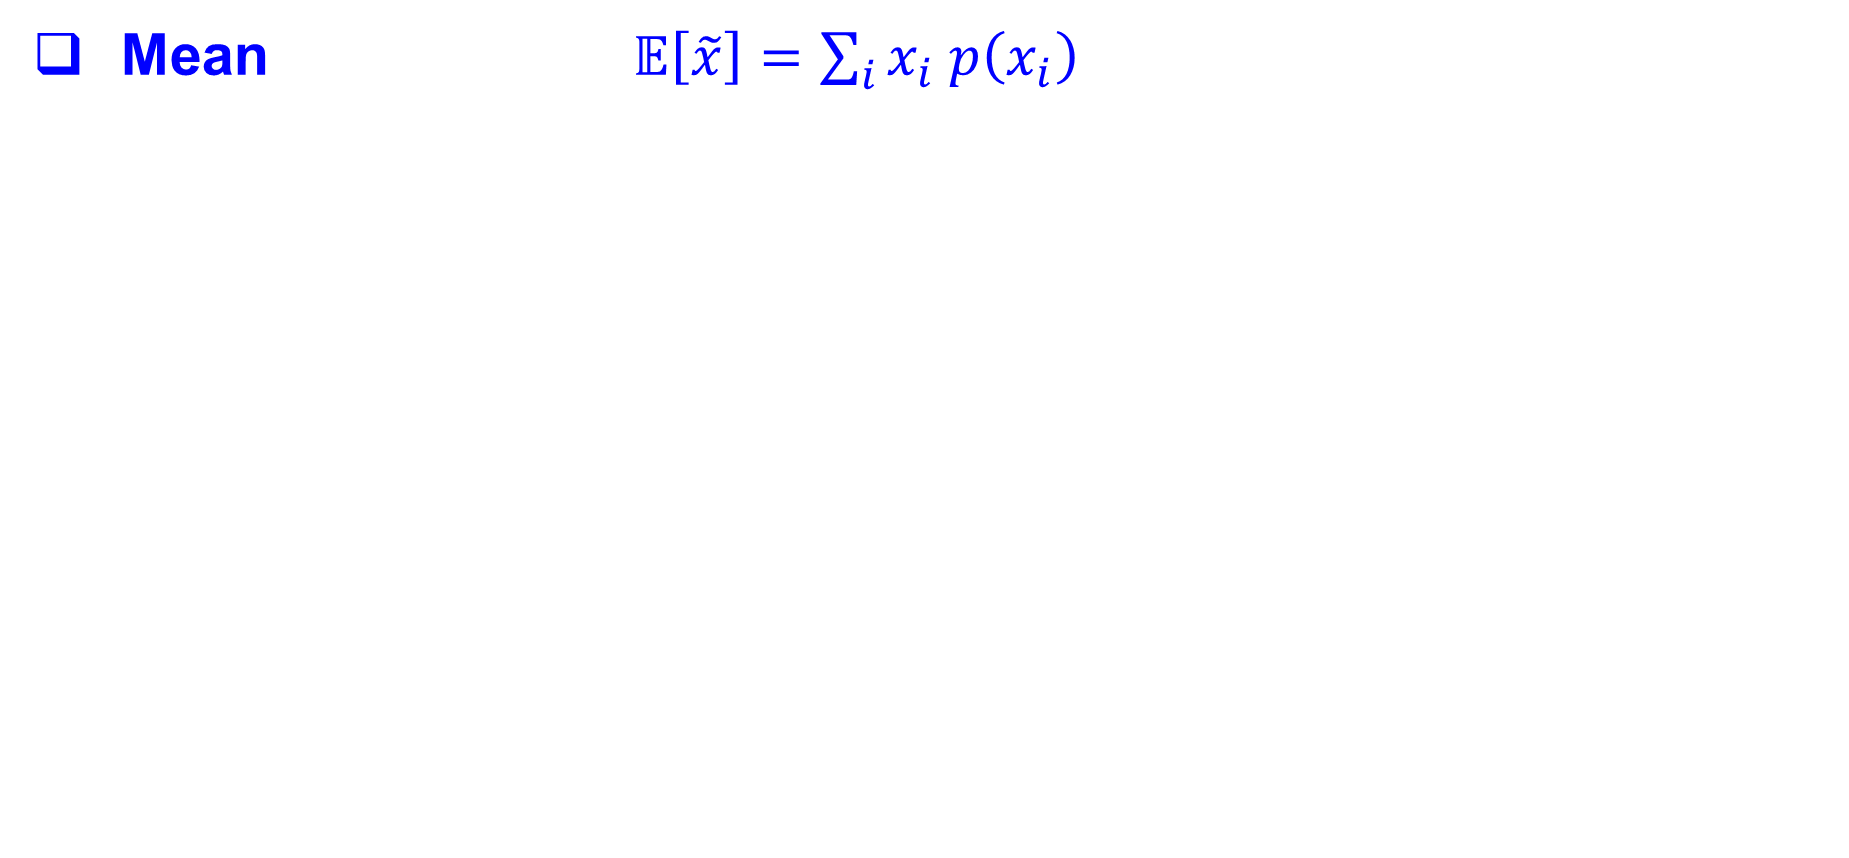 ❑ Mean 𝔼[x̃] = ∑ᵢ xᵢ p(xᵢ)